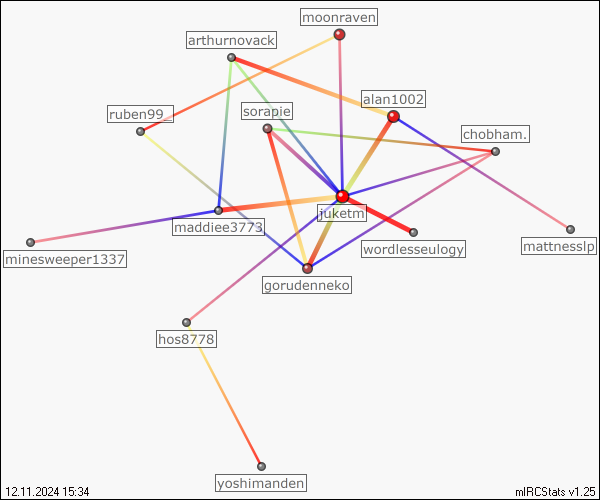 moonraven
arthurnovack
alan1002
ruben99_
sorapie
chobham.
juketm
maddiee3773
wordlesseulogy
mattnesslp
minesweeper1337
gorudenneko
hos8778
yoshimanden
12.11.2024 15:34
mIRCStats v1.25